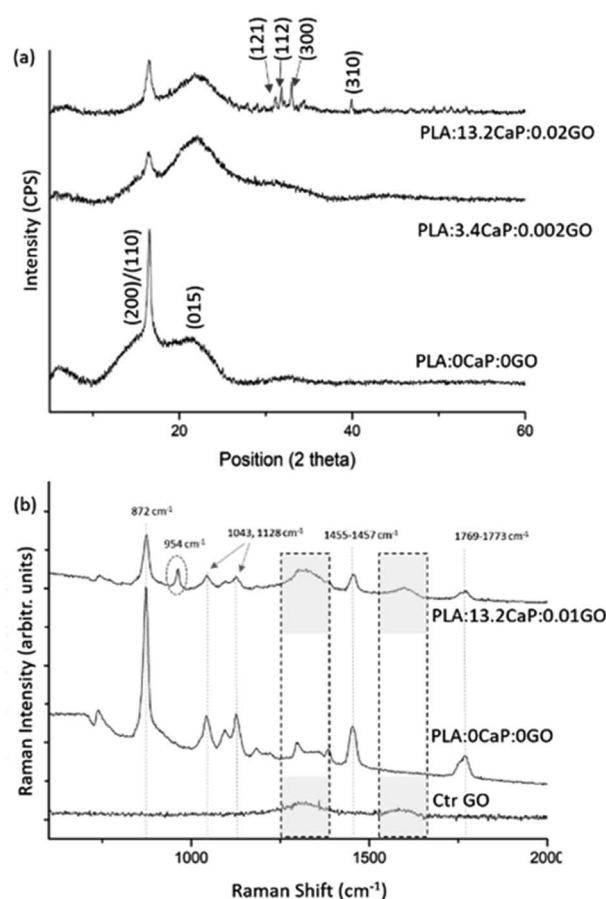 (a)
(121)
(112)
(300)
(310)
PLA:13.2CaP:0.02GO
PLA:3.4CaP:0.002GO
(200)/(110)
(015)
PLA:0CaP:0GO
Intensity (CPS)
20
40
60
Position (2 theta)
(b)
872 cm⁻¹
954 cm⁻¹
1043, 1128 cm⁻¹
1455-1457 cm⁻¹
1769-1773 cm⁻¹
PLA:13.2CaP:0.01GO
PLA:0CaP:0GO
Ctr GO
Raman Intensity (arbitr. units)
1000
1500
2000
Raman Shift (cm⁻¹)